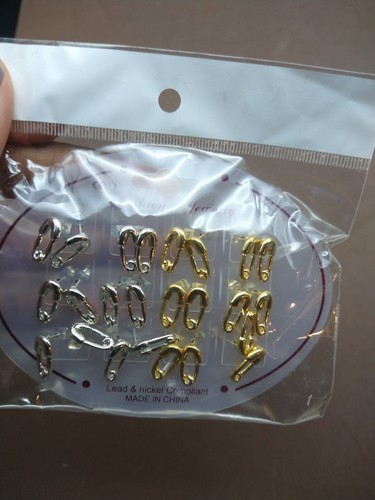 Lead & nickel Compliant
MADE IN CHINA